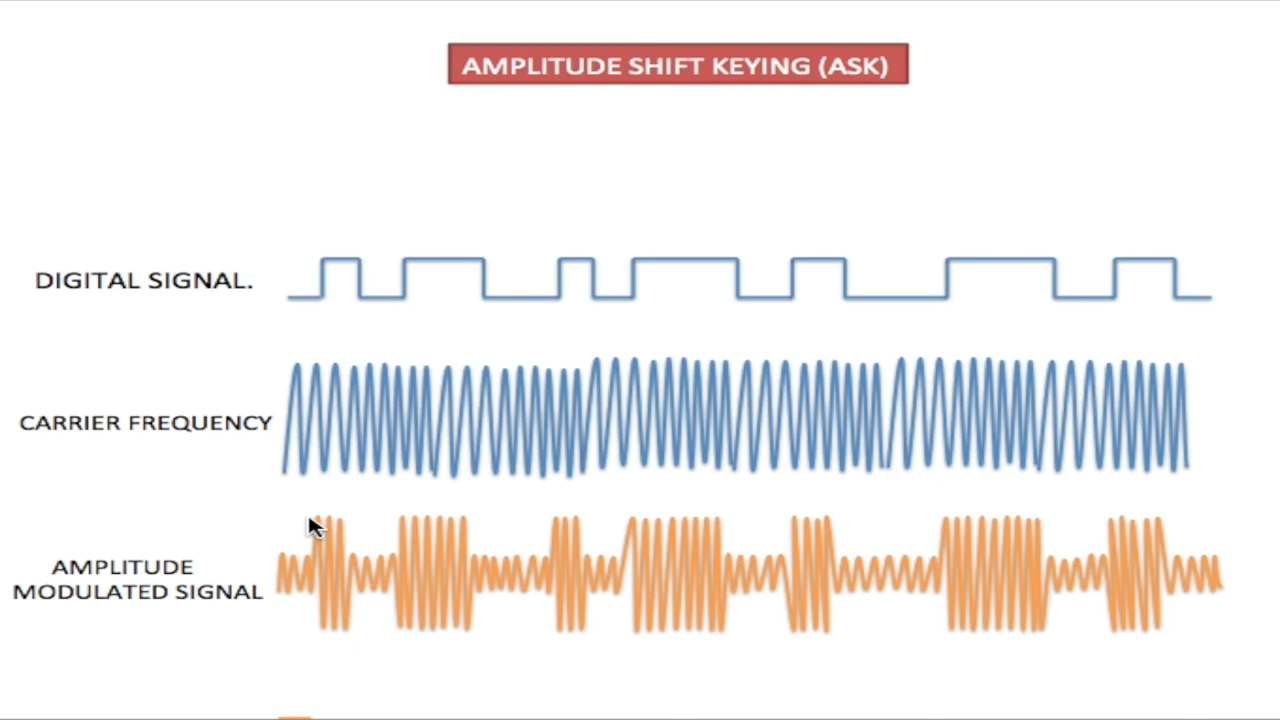 AMPLITUDE SHIFT KEYING (ASK)
DIGITAL SIGNAL.
CARRIER FREQUENCY
AMPLITUDE
MODULATED SIGNAL